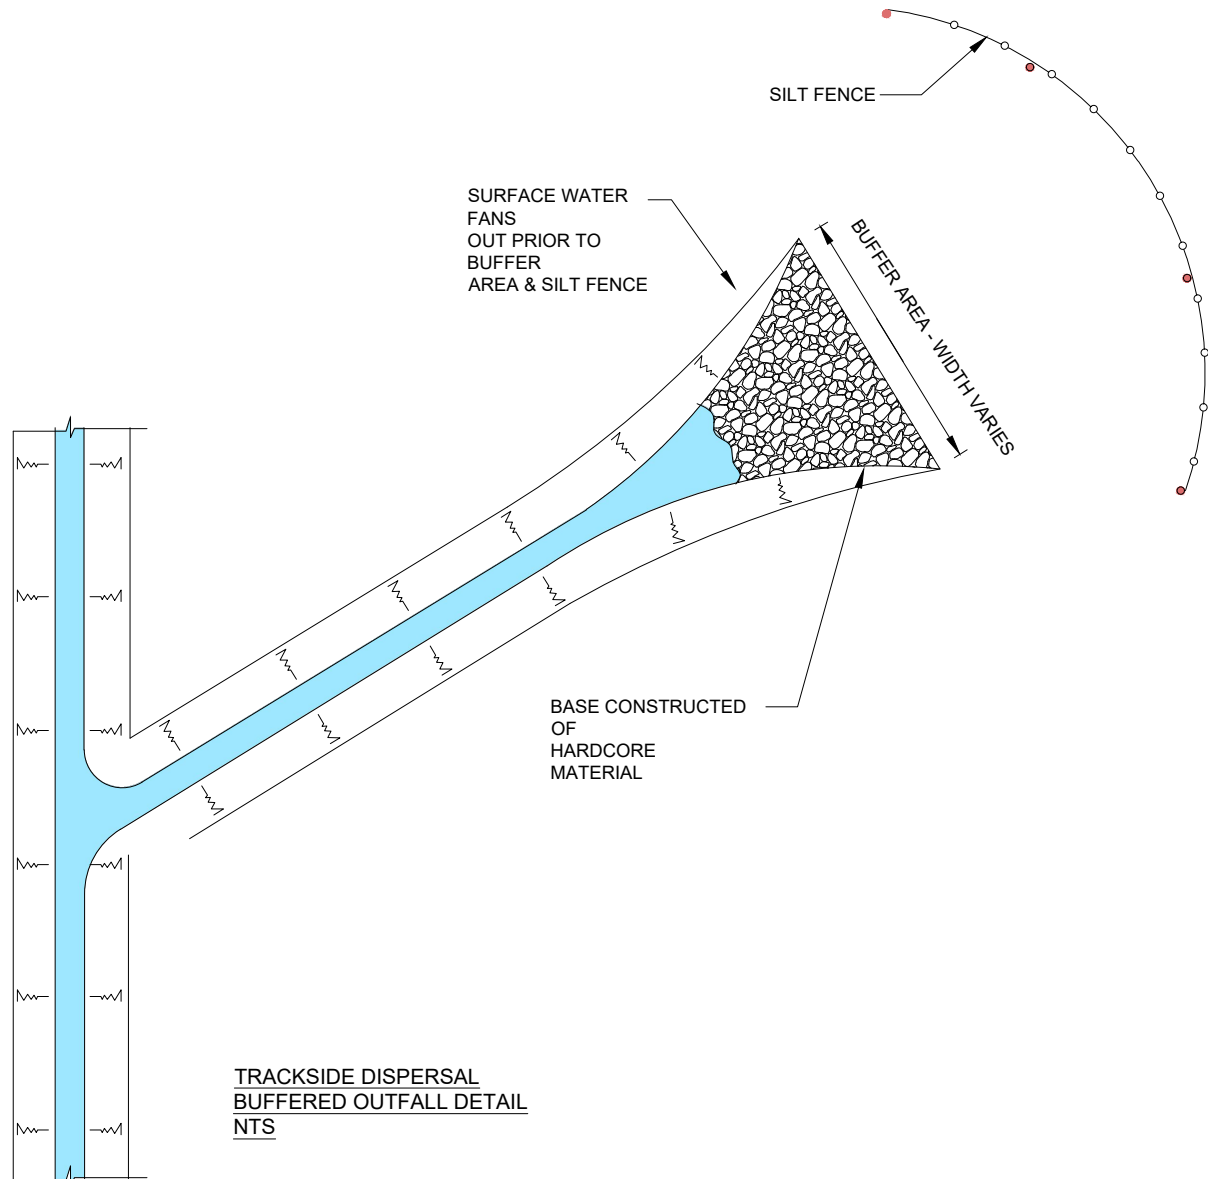 SILT FENCE
SURFACE WATER
FANS
OUT PRIOR TO
BUFFER
AREA & SILT FENCE
BUFFER AREA - WIDTH VARIES
BASE CONSTRUCTED
OF
HARDCORE
MATERIAL
TRACKSIDE DISPERSAL
BUFFERED OUTFALL DETAIL
NTS